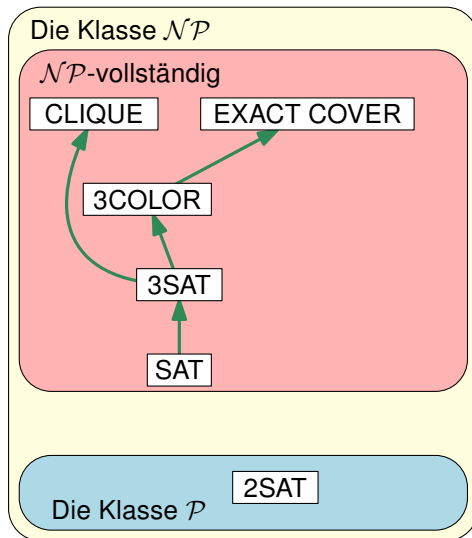 Die Klasse 𝒩𝒫
𝒩𝒫-vollständig
CLIQUE EXACT COVER
3COLOR
3SAT
SAT
2SAT
Die Klasse 𝒫